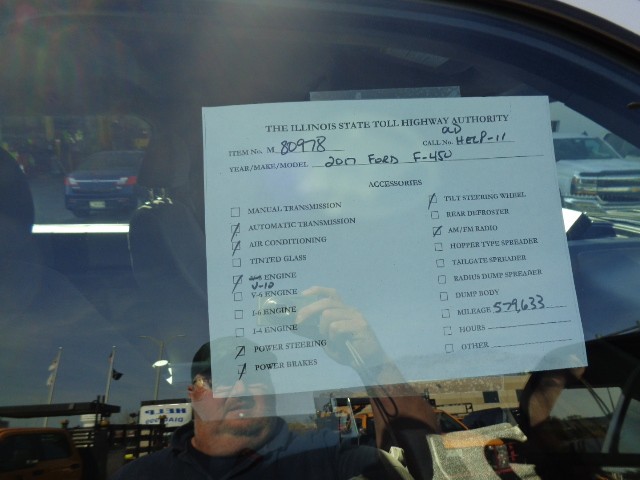 THE ILLINOIS STATE TOLL HIGHWAY AUTHORITY
OLD
ITEM No. M 80978 CALL No. HELP-11
YEAR/MAKE/MODEL 2017 FORD F-450
ACCESSORIES
MANUAL TRANSMISSION
AUTOMATIC TRANSMISSION
AIR CONDITIONING
TINTED GLASS
ENGINE
V-10
V-6 ENGINE
I-6 ENGINE
I-4 ENGINE
POWER STEERING
POWER BRAKES
TILT STEERING WHEEL
REAR DEFROSTER
AM/FM RADIO
HOPPER TYPE SPREADER
TAILGATE SPREADER
RADIUS DUMP SPREADER
DUMP BODY
MILEAGE 579,633
HOURS
OTHER